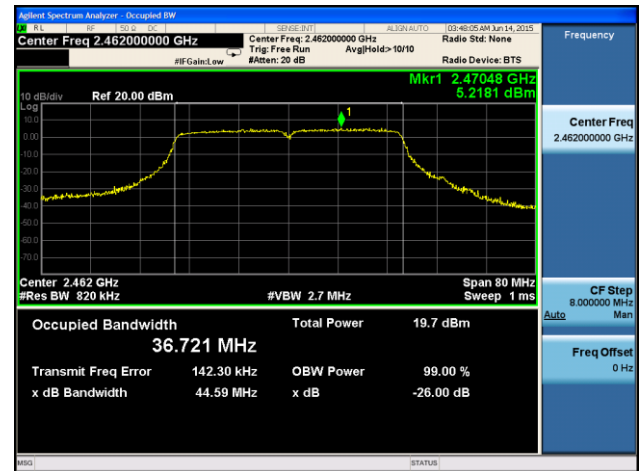 Agilent Spectrum Analyzer - Occupied BW
RL RF 50 Ω DC SENSE:INT ALIGNAUTO 03:48:05 AM Jun 14, 2015
Center Freq 2.462000000 GHz Center Freq: 2.462000000 GHz Radio Std: None
Trig: Free Run Avg|Hold:>10/10
#IFGain:Low #Atten: 20 dB Radio Device: BTS
Mkr1 2.47048 GHz
10 dB/div Ref 20.00 dBm 5.2181 dBm
Log
10.0
0.00
-10.0
-20.0
-30.0
-40.0
-50.0
-60.0
-70.0
1
Center 2.462 GHz Span 80 MHz
#Res BW 820 kHz #VBW 2.7 MHz Sweep 1 ms
Occupied Bandwidth Total Power 19.7 dBm
36.721 MHz
Transmit Freq Error 142.30 kHz OBW Power 99.00 %
x dB Bandwidth 44.59 MHz x dB -26.00 dB
MSG STATUS
Frequency
Center Freq
2.462000000 GHz
CF Step
8.000000 MHz
Auto Man
Freq Offset
0 Hz